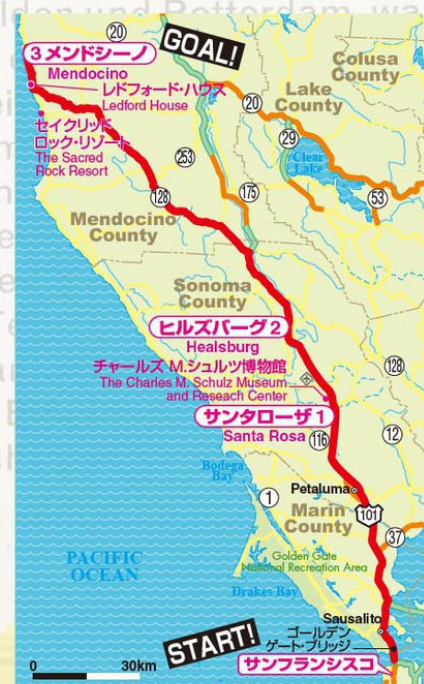 lden und Rotterdam, wa
20
GOAL!
3 メンドシーノ
Mendocino
レドフォード・ハウス
Ledford House
セイクリッド
ロック・リゾート
The Sacred
Rock Resort
Colusa
County
Lake
County
20
29
Clear
Lake
253
175
53
128
Mendocino
County
Sonoma
County
ヒルズバーグ 2
Healsburg
チャールズ M.シュルツ博物館
The Charles M. Schulz Museum
and Reseach Center
128
サンタローザ 1
Santa Rosa
116
12
Bodega
Bay
1
Petaluma
101
Marin
County
37
Golden Gate
National Recreation Area
PACIFIC
OCEAN
Drakes Bay
START!
Sausalito
ゴールデン
ゲート・ブリッジ
サンフランシスコ
0 30km